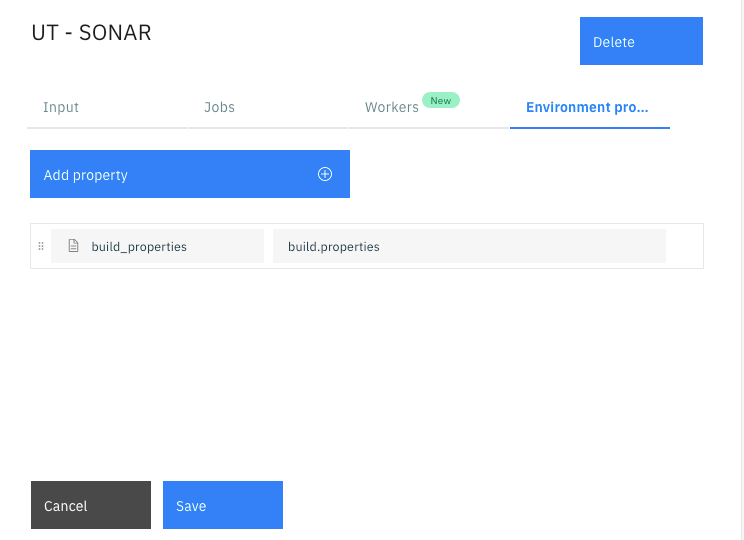 UT - SONAR
Delete
Input
Jobs
Workers New
Environment pro...
Add property
build_properties
build.properties
Cancel
Save